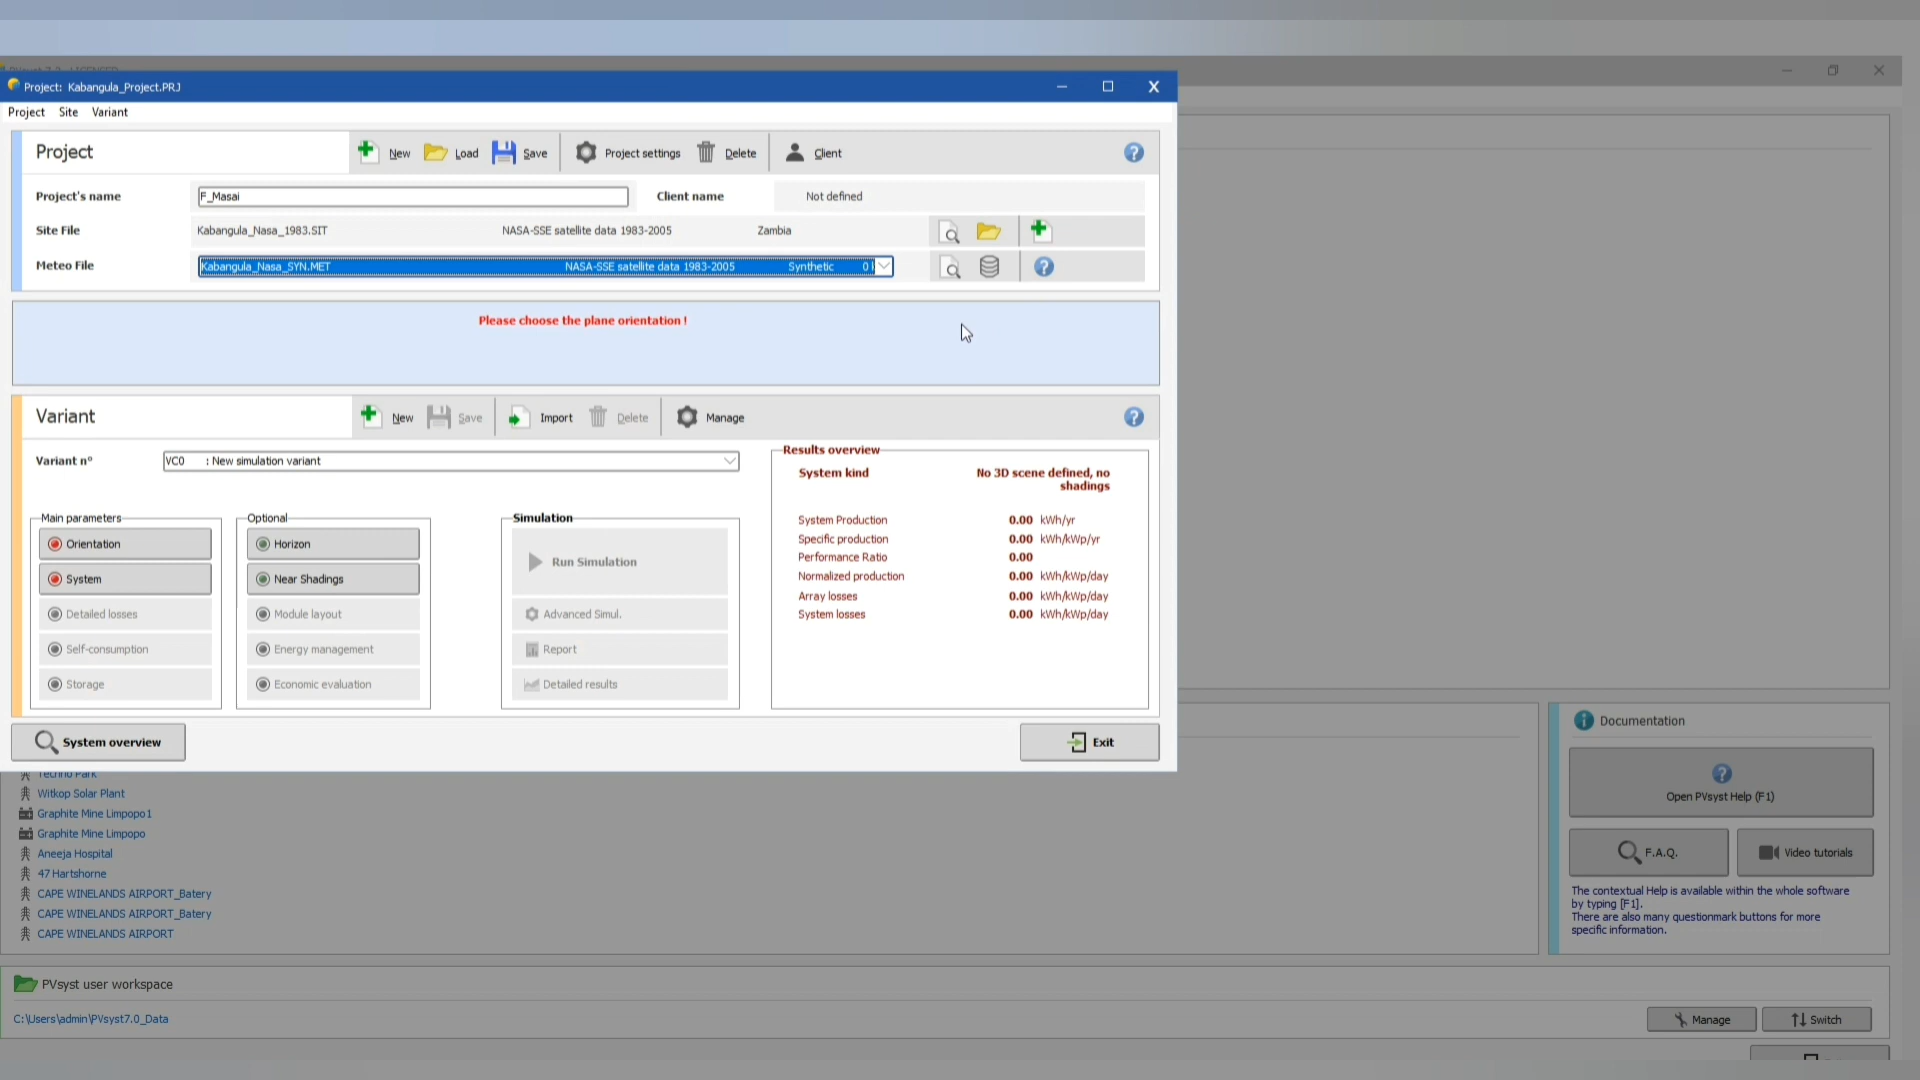 Project: Kabangula_Project.PRJ
Project Site Variant
Project
New Load Save Project settings Delete Client
Project's name F_Masai Client name Not defined
Site File Kabangula_Nasa_1983.SIT NASA-SSE satellite data 1983-2005 Zambia
Meteo File Kabangula_Nasa_SYN.MET NASA-SSE satellite data 1983-2005 Synthetic 0
Please choose the plane orientation !
Variant
New Save Import Delete Manage
Variant n° VC0 : New simulation variant
Results overview
System kind No 3D scene defined, no shadings
System Production 0.00 kWh/yr
Specific production 0.00 kWh/kWp/yr
Performance Ratio 0.00
Normalized production 0.00 kWh/kWp/day
Array losses 0.00 kWh/kWp/day
System losses 0.00 kWh/kWp/day
Main parameters
Orientation
System
Detailed losses
Self-consumption
Storage
Optional
Horizon
Near Shadings
Module layout
Energy management
Economic evaluation
Simulation
Run Simulation
Advanced Simul.
Report
Detailed results
System overview
Exit
Techno Park
Witkop Solar Plant
Graphite Mine Limpopo1
Graphite Mine Limpopo
Aneeja Hospital
47 Hartshorne
CAPE WINELANDS AIRPORT_Batery
CAPE WINELANDS AIRPORT_Batery
CAPE WINELANDS AIRPORT
Documentation
Open PVsyst Help (F1)
F.A.Q.
Video tutorials
The contextual Help is available within the whole software
by typing [F1].
There are also many questionmark buttons for more
specific information.
PVsyst user workspace
C:\Users\admin\PVsyst7.0_Data
Manage
Switch